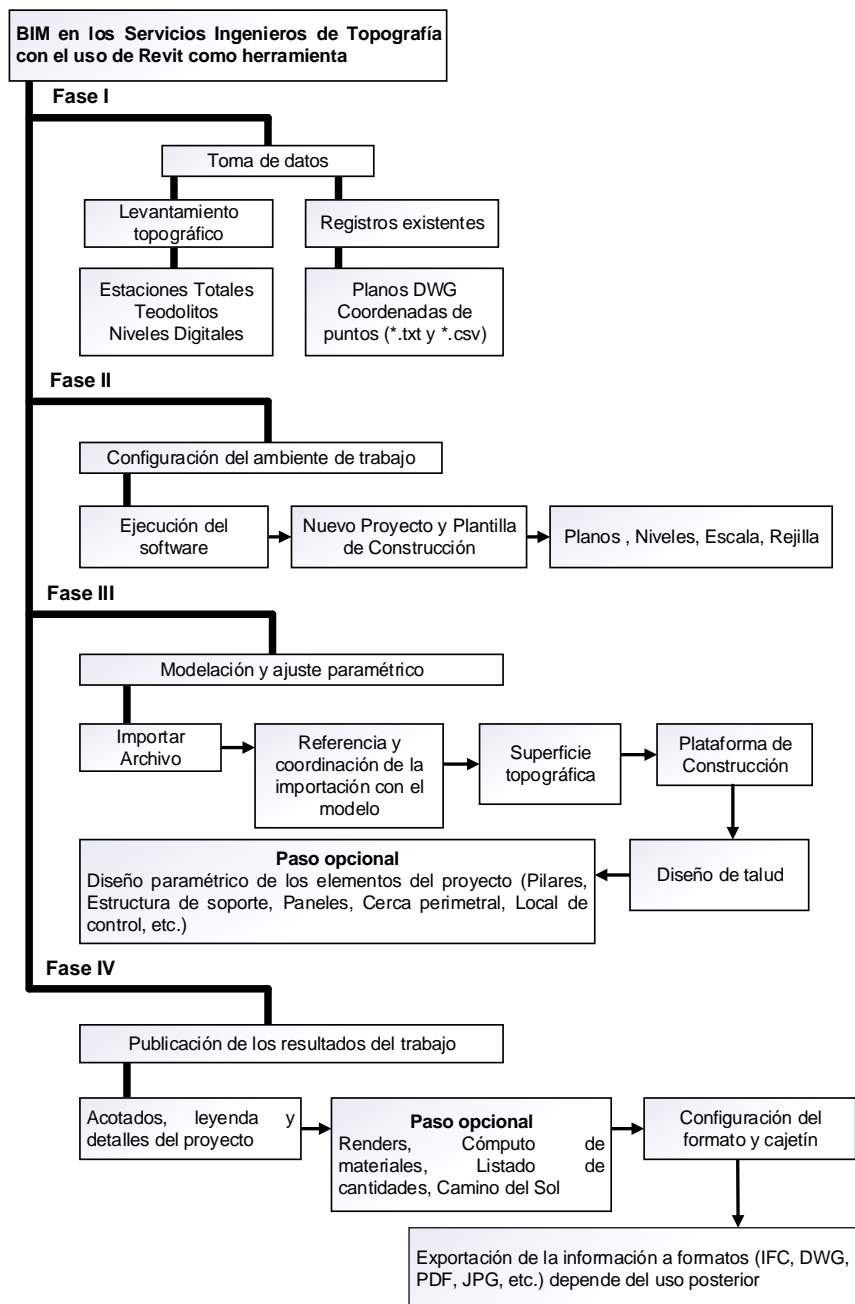 BIM en los Servicios Ingenieros de Topografía
con el uso de Revit como herramienta
Fase I
Toma de datos
Levantamiento
topográfico
Registros existentes
Estaciones Totales
Teodolitos
Niveles Digitales
Planos DWG
Coordenadas de
puntos (*.txt y *.csv)
Fase II
Configuración del ambiente de trabajo
Ejecución del
software
Nuevo Proyecto y Plantilla
de Construcción
Planos , Niveles, Escala, Rejilla
Fase III
Modelación y ajuste paramétrico
Importar
Archivo
Referencia y
coordinación de la
importación con el
modelo
Superficie
topográfica
Plataforma de
Construcción
Diseño de talud
Paso opcional
Diseño paramétrico de los elementos del proyecto (Pilares,
Estructura de soporte, Paneles, Cerca perimetral, Local de
control, etc.)
Fase IV
Publicación de los resultados del trabajo
Acotados, leyenda y
detalles del proyecto
Paso opcional
Renders, Cómputo de
materiales, Listado de
cantidades, Camino del Sol
Configuración del
formato y cajetín
Exportación de la información a formatos (IFC, DWG,
PDF, JPG, etc.) depende del uso posterior